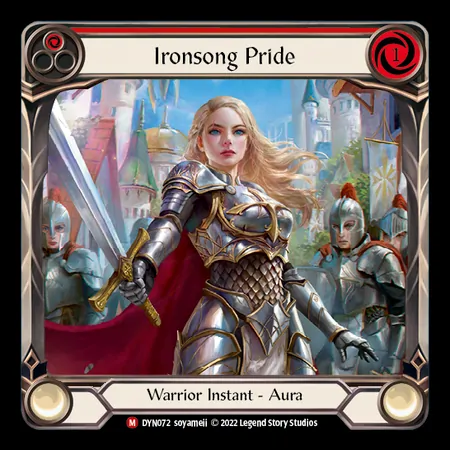 Ironsong Pride
1
Warrior Instant - Aura
M DYN072 soyameii © 2022 Legend Story Studios